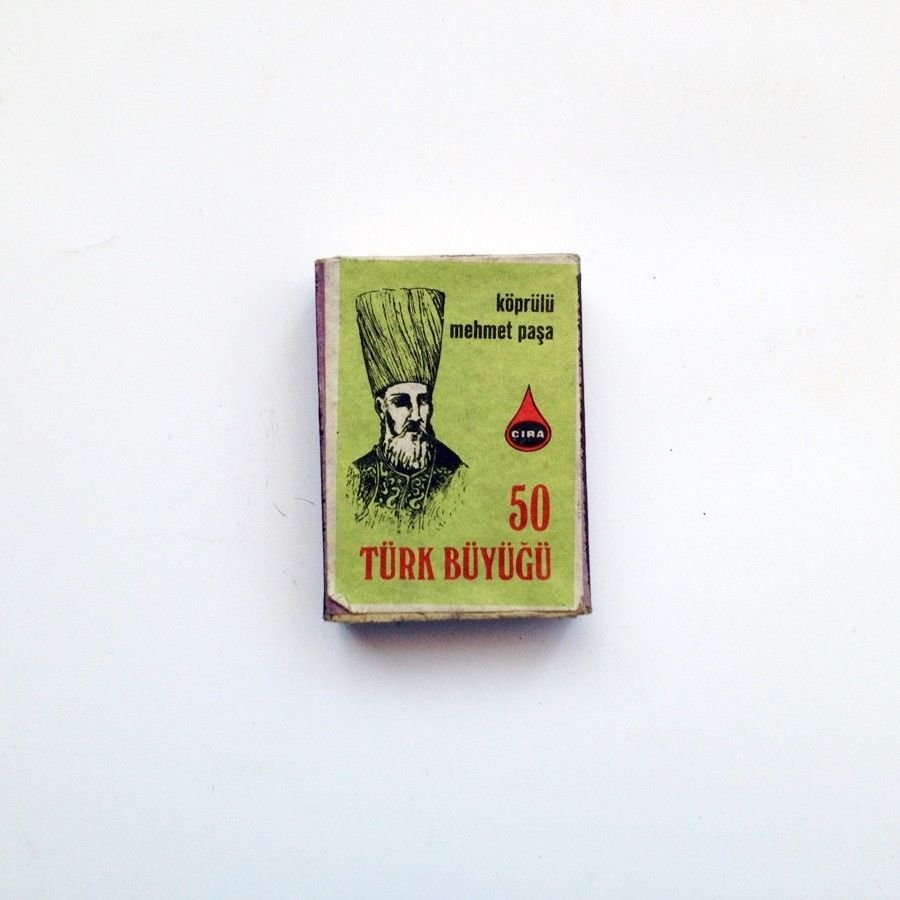 köprülü
mehmet paşa
ÇIRA
50
TÜRK BÜYÜĞÜ